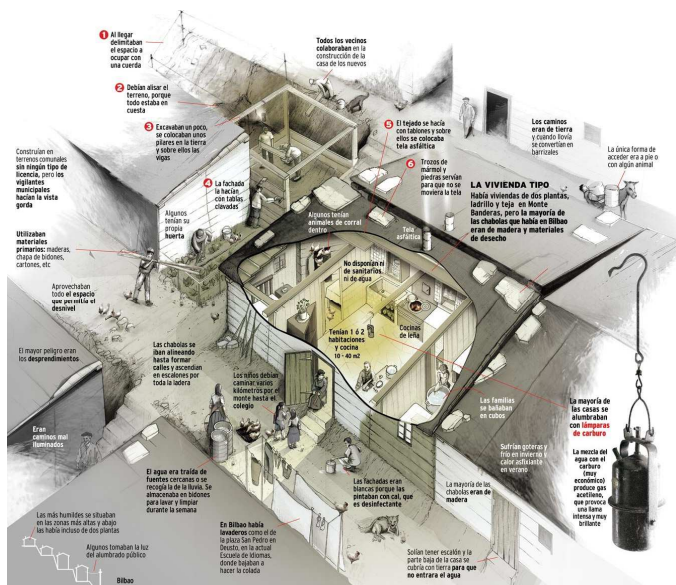 1 Al llegar
delimitaban
el espacio a
ocupar con
una cuerda
Todos los vecinos
colaboraban en la
construcción de la
casa de los nuevos
2 Debían alisar el
terreno, porque
todo estaba en
cuesta
3 Excavaban un poco,
se colocaban unos
pilares en la tierra
y sobre ellos las
vigas
Construían en
terrenos comunales
sin ningún tipo de
licencia, pero los
vigilantes
municipales
hacían la vista
gorda
4 La fachada
la hacían
con tablas
clavadas
Algunos
tenían su
propia
huerta
5 El tejado se hacía
con tablones y sobre
ellos se colocaba
tela asfáltica
6 Trozos de
mármol y
piedras servían
para que no se
moviera la tela
Los caminos
eran de tierra
y cuando llovía
se convertían en
barrizales
La única forma de
acceder era a pie o
con algún animal
LA VIVIENDA TIPO
Había viviendas de dos plantas,
ladrillo y teja en Monte
Banderas, pero la mayoría de
las chabolas que había en Bilbao
eran de madera y materiales
de desecho
Utilizaban
materiales
primarios: maderas,
chapa de bidones,
cartones, etc
Algunos tenían
animales de corral
dentro
Tela
asfáltica
No disponían ni
de sanitarios
ni de agua
Aprovechaban
todo el espacio
que permitía el
desnivel
Tenían 1 ó 2
habitaciones
y cocina
10 - 40 m2
Cocinas
de leña
El mayor peligro eran
los desprendimientos.
Las chabolas se
iban alineando
hasta formar
calles y ascendían
en escalones por
toda la ladera
Los niños debían
caminar varios
kilómetros por el
monte hasta el
colegio
Las familias
se bañaban
en cubos
La mayoría de
las casas se
alumbraban
con lámparas
de carburo
Eran
caminos mal
iluminados
Sufrían goteras y
frío en invierno y
calor asfixiante
en verano
La mezcla del
agua con el
carburo
(muy
económico)
produce gas
acetileno,
que provoca
una llama
intensa y muy
brillante
El agua era traída de
fuentes cercanas o se
recogía la de la lluvia. Se
almacenaba en bidones
para lavar y limpiar
durante la semana
Las fachadas eran
blancas porque las
pintaban con cal, que
es desinfectante
La mayoría de las
chabolas eran de
madera
Las más humildes se situaban
en las zonas más altas y abajo
las había incluso de dos plantas
En Bilbao había
lavaderos como el de
la plaza San Pedro en
Deusto, en la actual
Escuela de Idiomas,
donde bajaban a
hacer la colada
Algunos tomaban la luz
del alumbrado público
Solían tener escalón y la
parte baja de la casa se
cubría con tierra para que
no entrara el agua
Bilbao